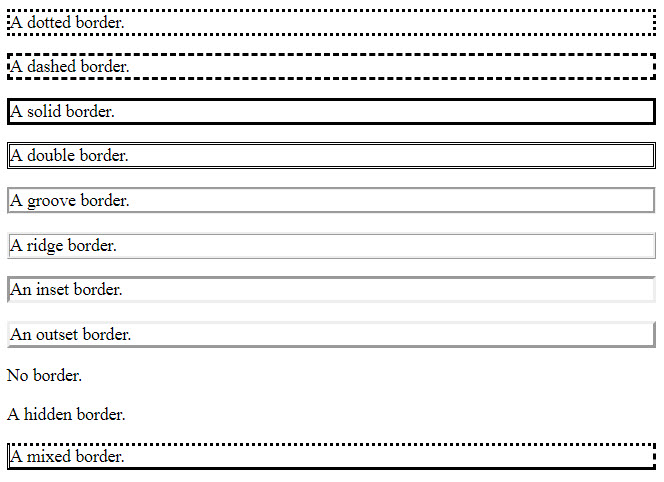 A dotted border.
A dashed border.
A solid border.
A double border.
A groove border.
A ridge border.
An inset border.
An outset border.
No border.
A hidden border.
A mixed border.